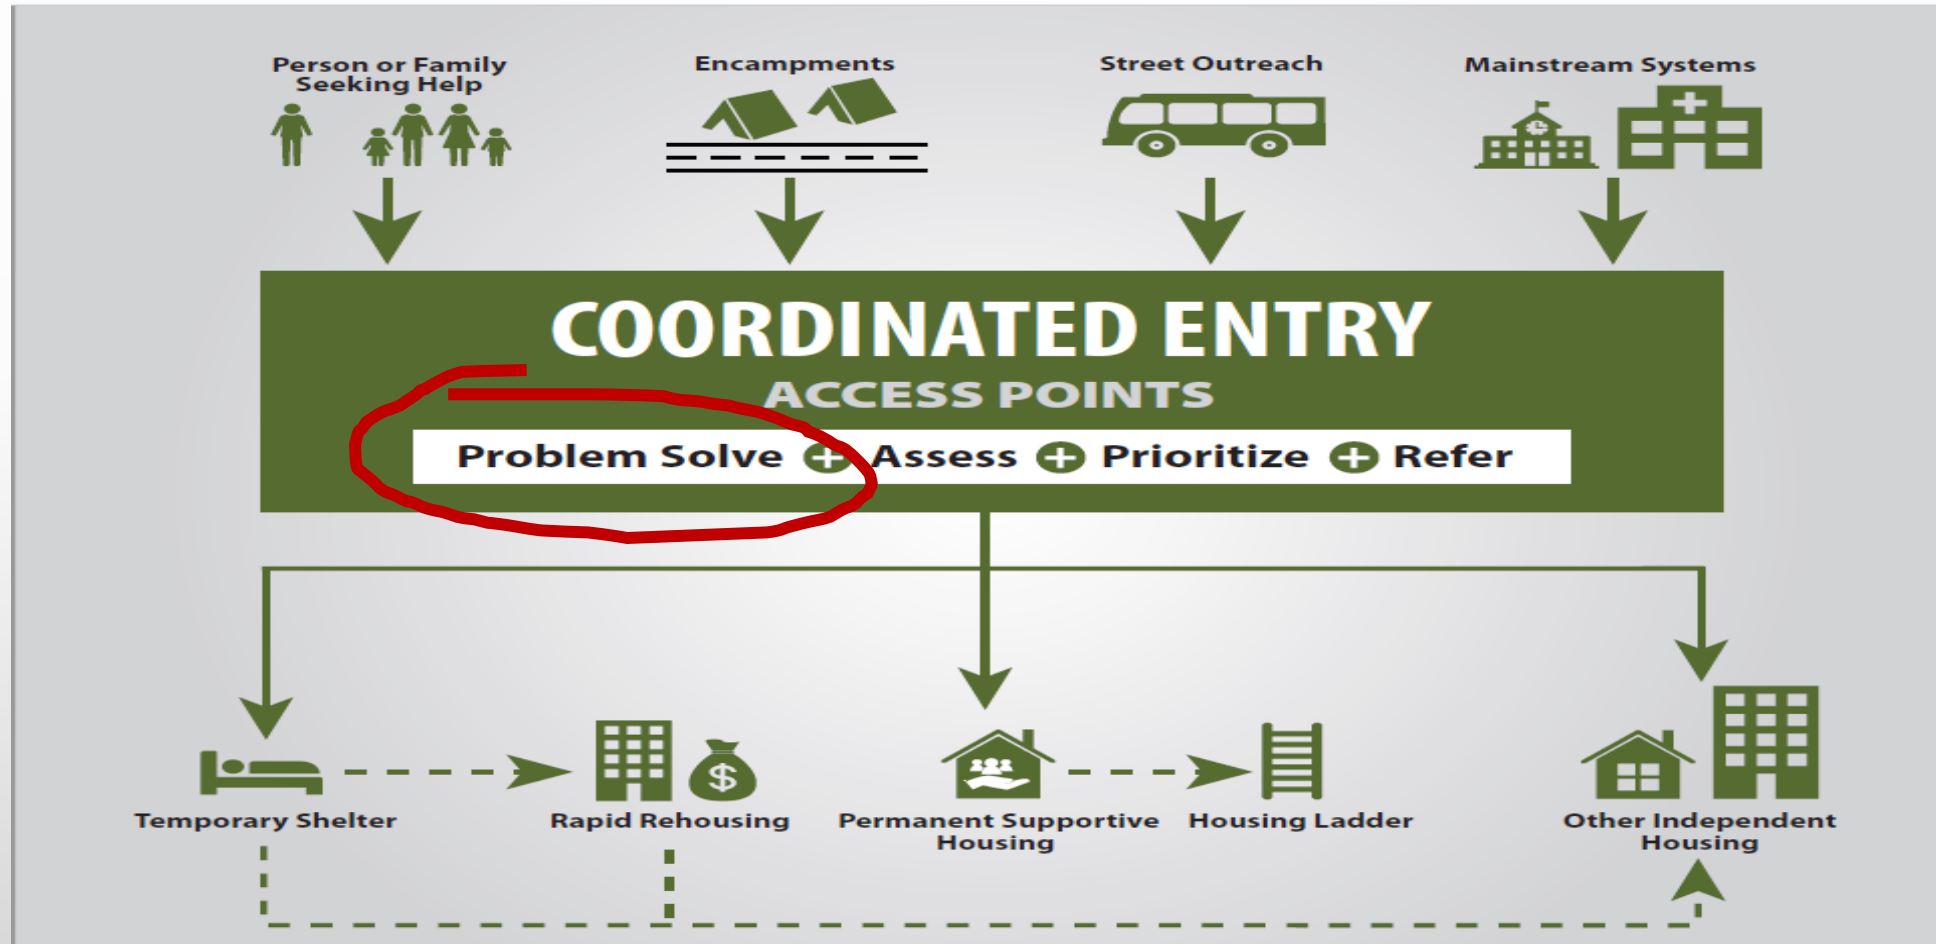 Person or Family
Seeking Help
Encampments
Street Outreach
Mainstream Systems
COORDINATED ENTRY
ACCESS POINTS
Problem Solve + Assess + Prioritize + Refer
$
Temporary Shelter
Rapid Rehousing
Permanent Supportive
Housing
Housing Ladder
Other Independent
Housing